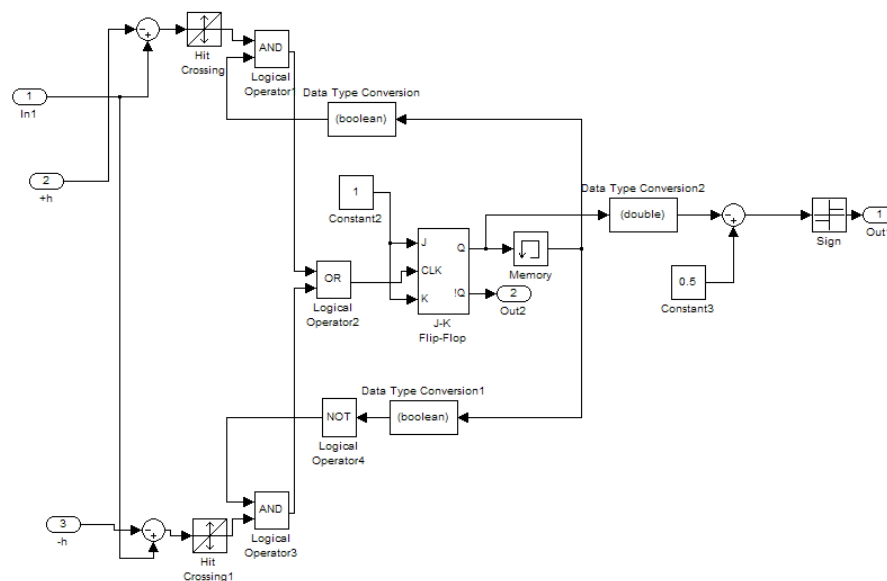 -
+
Hit
Crossing
AND
Logical
Operator1
1
In1
Data Type Conversion
(boolean)
2
+h
1
Constant2
Data Type Conversion2
(double)
-
+
Sign
1
Out1
J
CLK
K
Q
!Q
J-K
Flip-Flop
Memory
OR
Logical
Operator2
2
Out2
0.5
Constant3
Data Type Conversion1
(boolean)
NOT
Logical
Operator4
3
-h
-
+
Hit
Crossing1
AND
Logical
Operator3